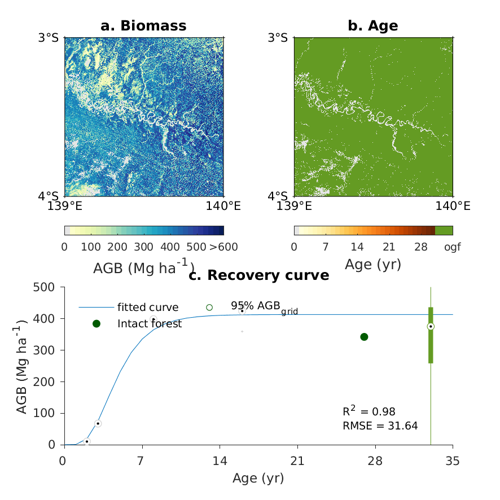 a. Biomass
b. Age
3°S
3°S
4°S
4°S
139°E
140°E
139°E
140°E
0 100 200 300 400 500 >600
0 7 14 21 28 ogf
AGB (Mg ha-1)
Age (yr)
c. Recovery curve
500
400
300
200
100
0
AGB (Mg ha-1)
fitted curve
95% AGBgrid
Intact forest
R2 = 0.98
RMSE = 31.64
0 7 14 21 28 35
Age (yr)